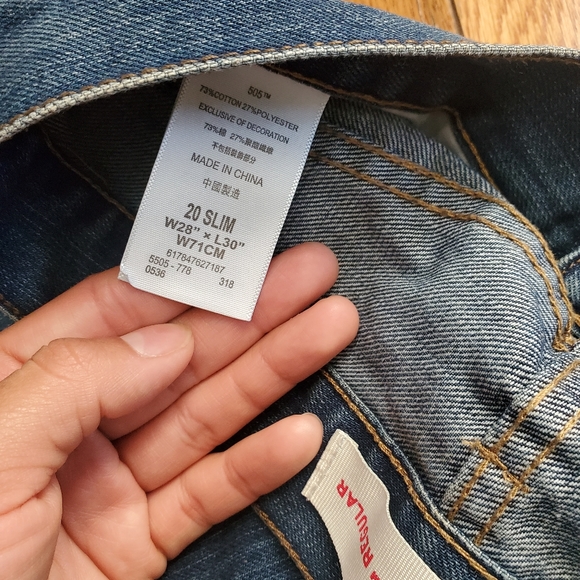 505™
73%COTTON 27%POLYESTER
EXCLUSIVE OF DECORATION
73%棉 27%聚酯纖維
不包括裝飾部分
MADE IN CHINA
中國製造
20 SLIM
W28" × L30"
W71CM
617847627187
5505 - 778 318
0536
REGULAR